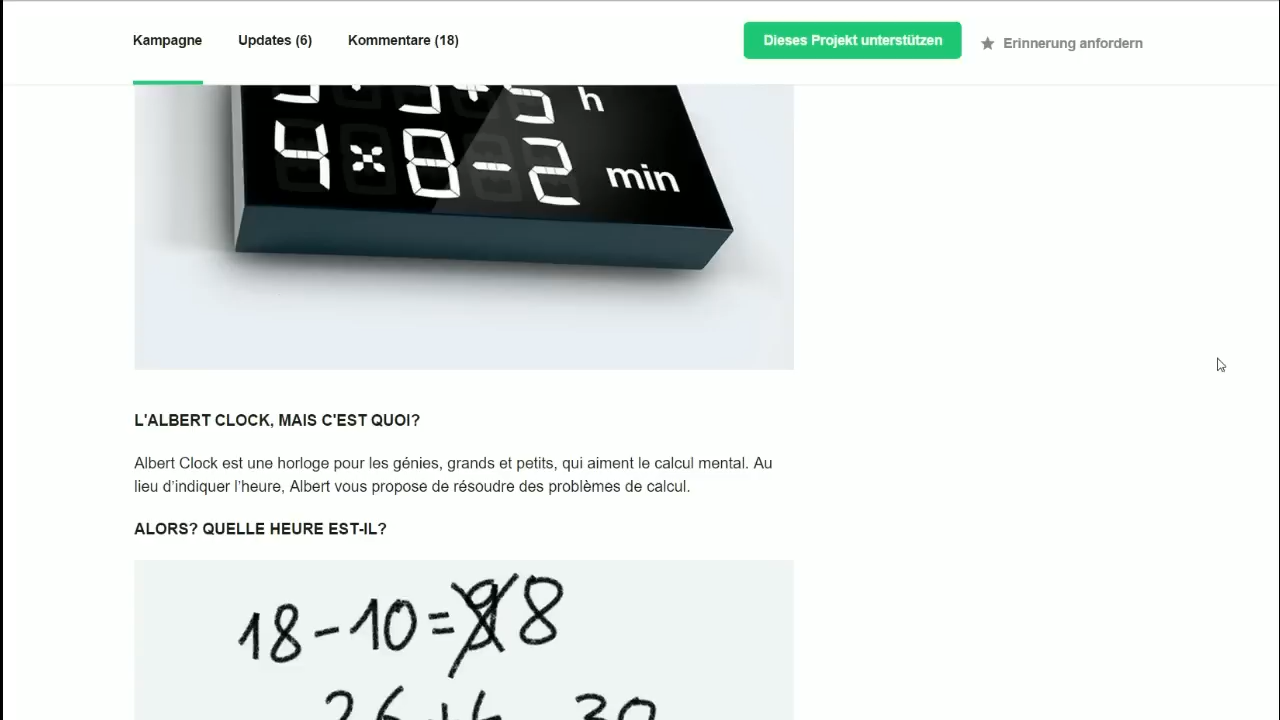 Kampagne Updates (6) Kommentare (18) Dieses Projekt unterstützen Erinnerung anfordern
h
4×8-2 min
L'ALBERT CLOCK, MAIS C'EST QUOI?
Albert Clock est une horloge pour les génies, grands et petits, qui aiment le calcul mental. Au
lieu d’indiquer l’heure, Albert vous propose de résoudre des problèmes de calcul.
ALORS? QUELLE HEURE EST-IL?
18-10=8